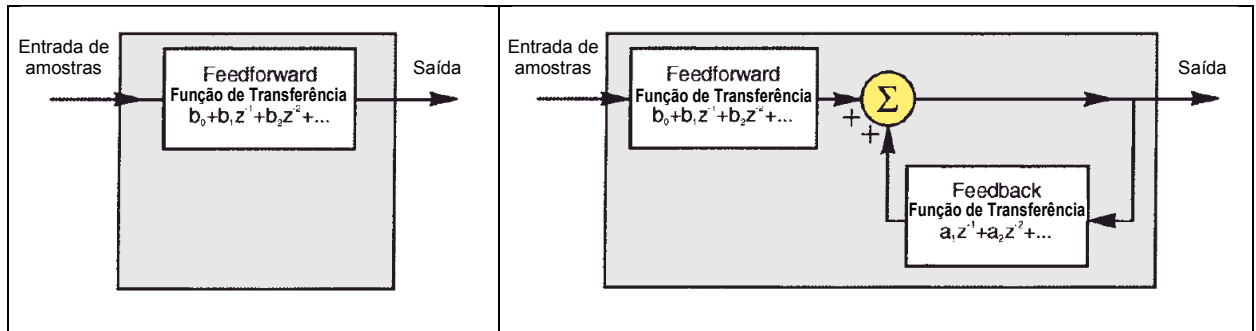 Entrada de
amostras
Feedforward
Função de Transferência
b₀+b₁z⁻¹+b₂z⁻²+...
Saída
Entrada de
amostras
Feedforward
Função de Transferência
b₀+b₁z⁻¹+b₂z⁻²+...
+
+
Σ
Saída
Feedback
Função de Transferência
a₁z⁻¹+a₂z⁻²+...